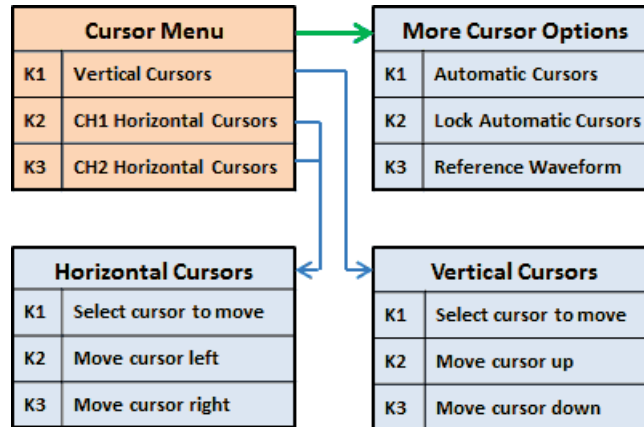 Cursor Menu
K1 Vertical Cursors
K2 CH1 Horizontal Cursors
K3 CH2 Horizontal Cursors
More Cursor Options
K1 Automatic Cursors
K2 Lock Automatic Cursors
K3 Reference Waveform
Horizontal Cursors
K1 Select cursor to move
K2 Move cursor left
K3 Move cursor right
Vertical Cursors
K1 Select cursor to move
K2 Move cursor up
K3 Move cursor down